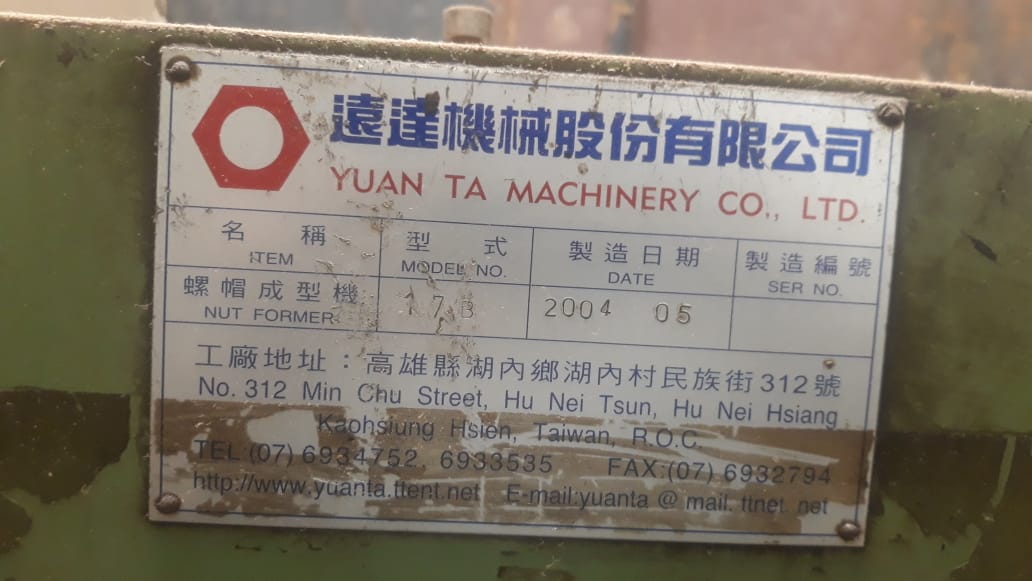 遠達機械股份有限公司
YUAN TA MACHINERY CO., LTD.
名稱 型式 製造日期 製造編號
ITEM MODEL NO. DATE SER NO.
螺帽成型機 17B 2004 05
NUT FORMER
工廠地址：高雄縣湖內鄉湖內村民族街312號
No. 312 Min Chu Street, Hu Nei Tsun, Hu Nei Hsiang
Kaohsiung Hsien, Taiwan, R.O.C.
TEL:(07) 6934752, 6933535 FAX:(07) 6932794
http://www.yuanta.ttent.net E-mail:yuanta @ mail. ttnet. net